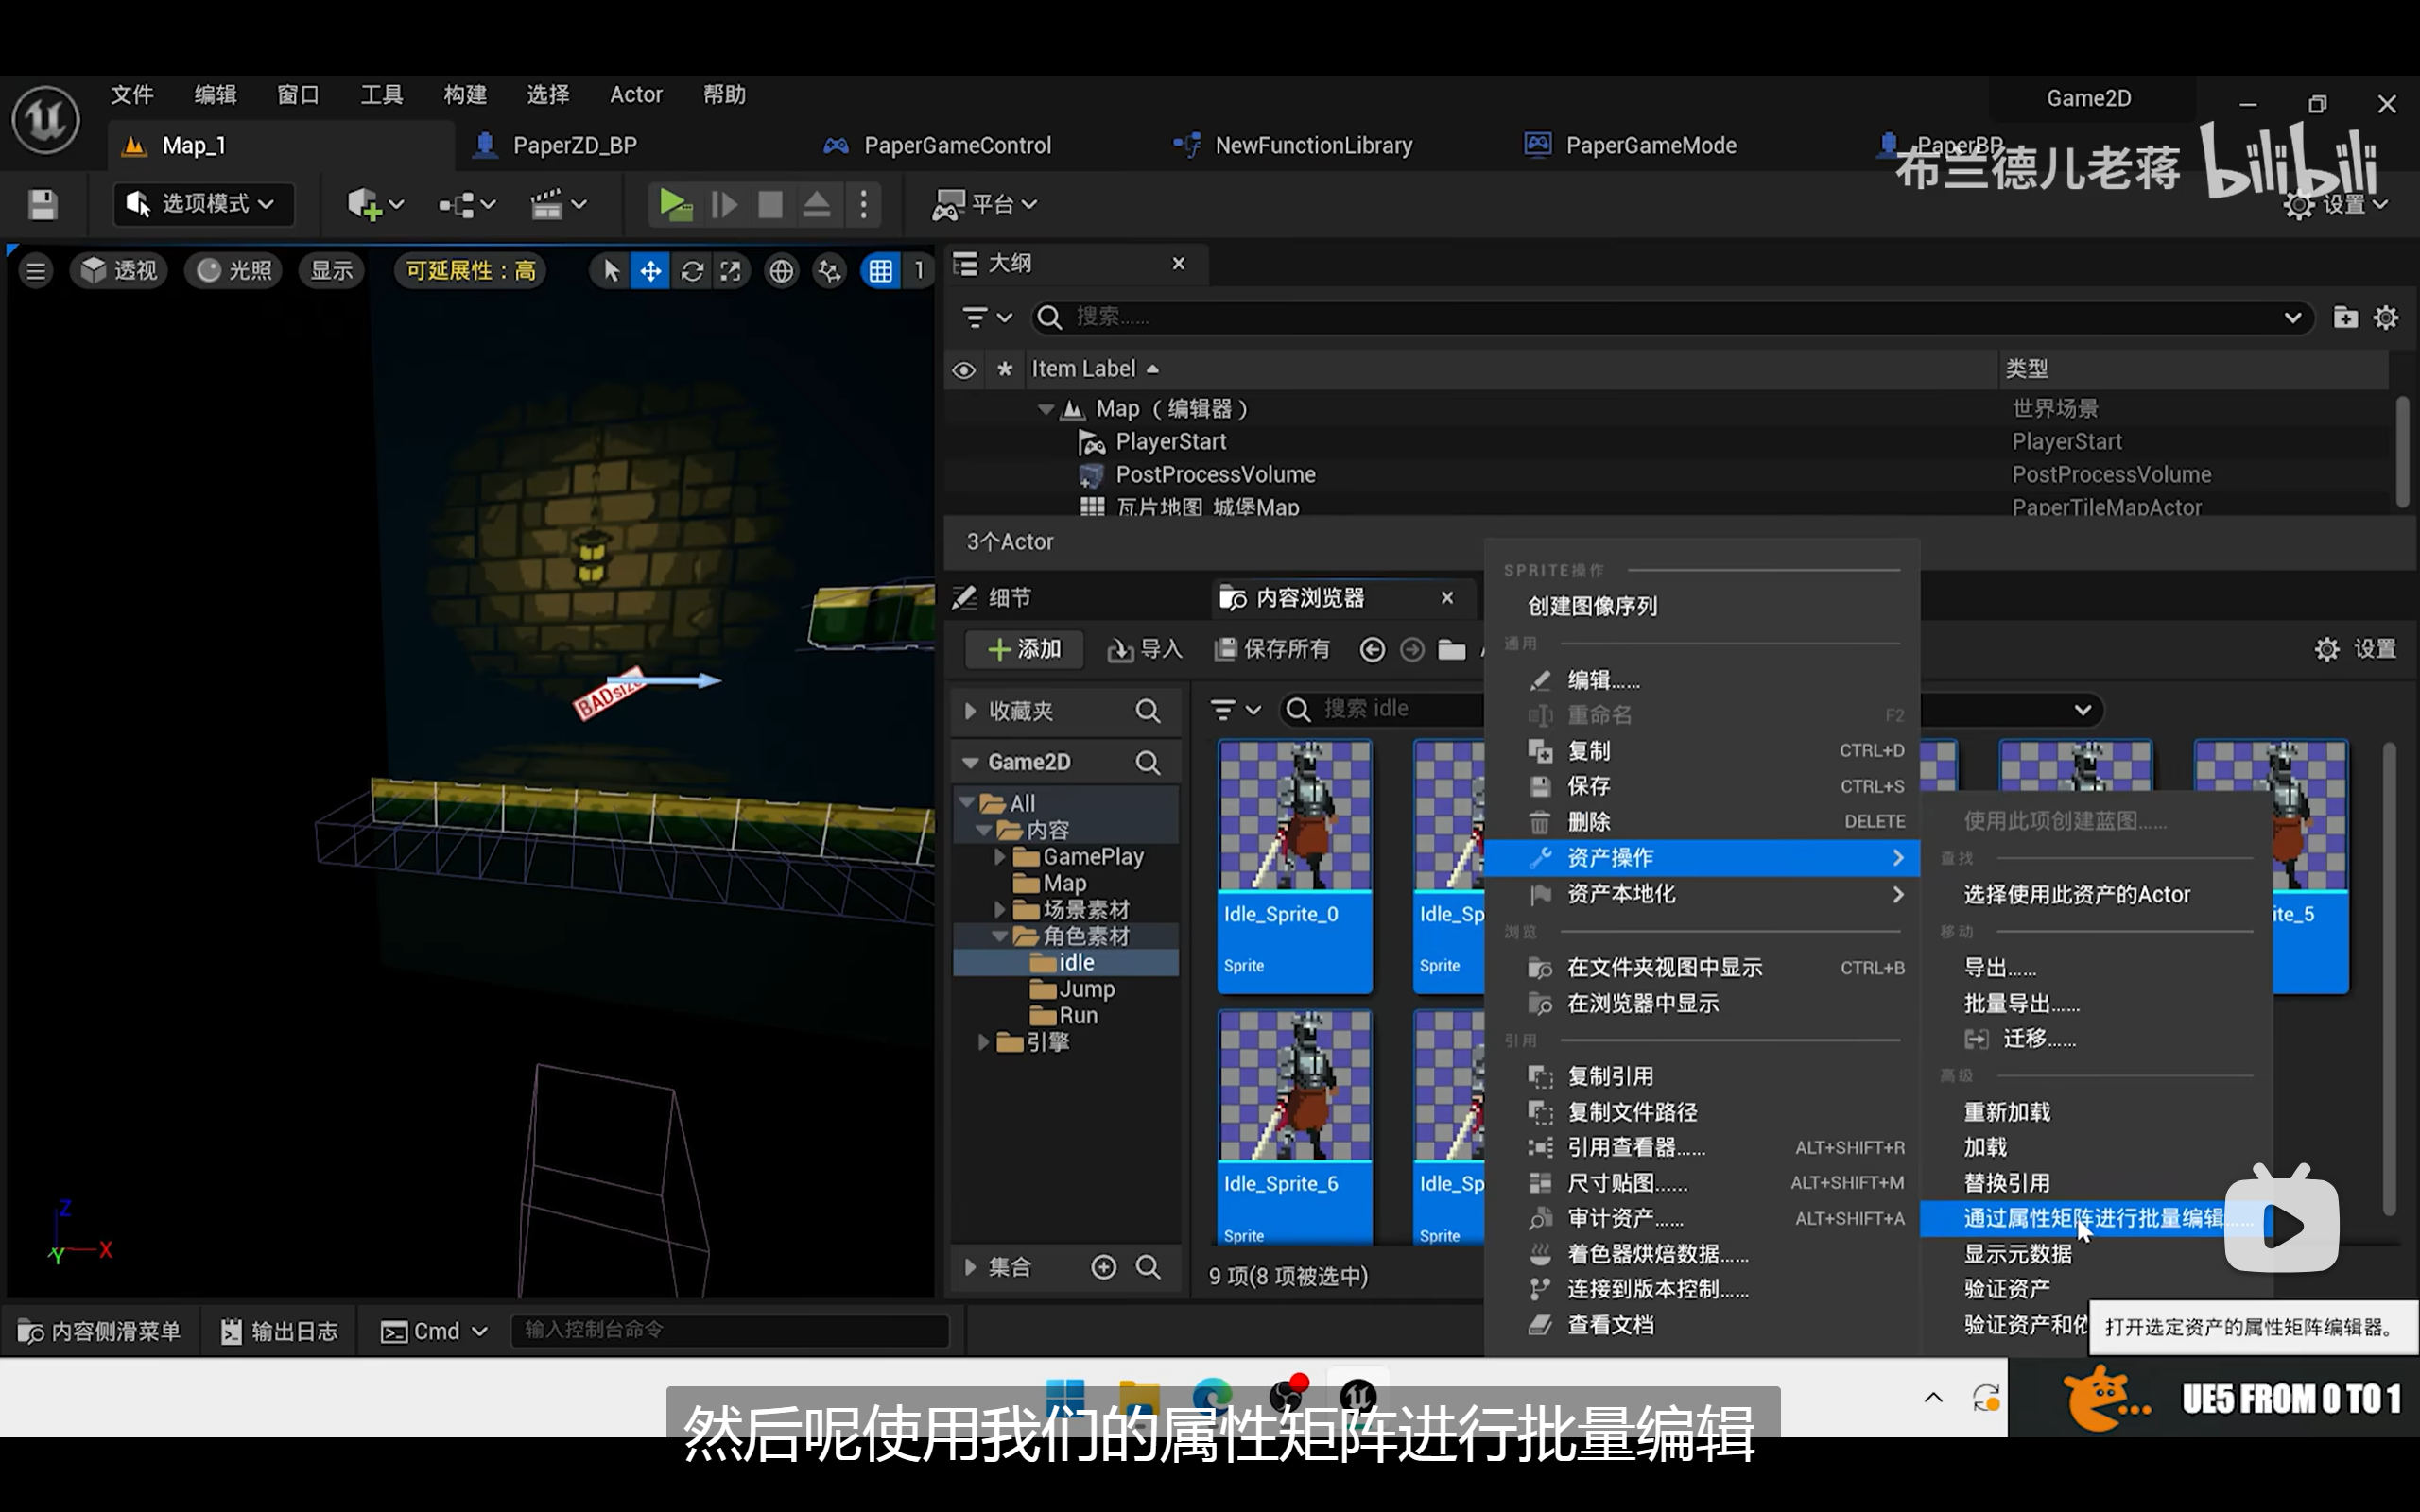 文件 编辑 窗口 工具 构建 选择 Actor 帮助
Game2D
Map_1 PaperZD_BP PaperGameControl NewFunctionLibrary PaperGameMode PaperBP
布兰德儿老蒋 bilibili
选项模式 平台 设置
透视 光照 显示 可延展性：高 1
大纲
搜索......
Item Label 类型
Map（编辑器） 世界场景
PlayerStart PlayerStart
PostProcessVolume PostProcessVolume
瓦片地图_城堡Map PaperTileMapActor
3个Actor
细节 内容浏览器
添加 导入 保存所有 设置
收藏夹
搜索 idle
Game2D
All
内容
GamePlay
Map
场景素材
角色素材
idle
Jump
Run
引擎
集合
BADsize
Z
Y X
Idle_Sprite_0 Idle_Sp ite_5
Sprite Sprite
Idle_Sprite_6 Idle_Sp
Sprite Sprite
9 项(8 项被选中)
SPRITE操作
创建图像序列
通用
编辑......
重命名 F2
复制 CTRL+D
保存 CTRL+S
删除 DELETE
资产操作
资产本地化
浏览
在文件夹视图中显示 CTRL+B
在浏览器中显示
引用
复制引用
复制文件路径
引用查看器...... ALT+SHIFT+R
尺寸贴图...... ALT+SHIFT+M
审计资产...... ALT+SHIFT+A
着色器烘焙数据......
连接到版本控制......
查看文档
使用此项创建蓝图......
查找
选择使用此资产的Actor
移动
导出......
批量导出......
迁移......
高级
重新加载
加载
替换引用
通过属性矩阵进行批量编辑......
显示元数据
验证资产
验证资产和依
打开选定资产的属性矩阵编辑器。
内容侧滑菜单 输出日志 Cmd 输入控制台命令
UE5 FROM 0 TO 1
然后呢使用我们的属性矩阵进行批量编辑